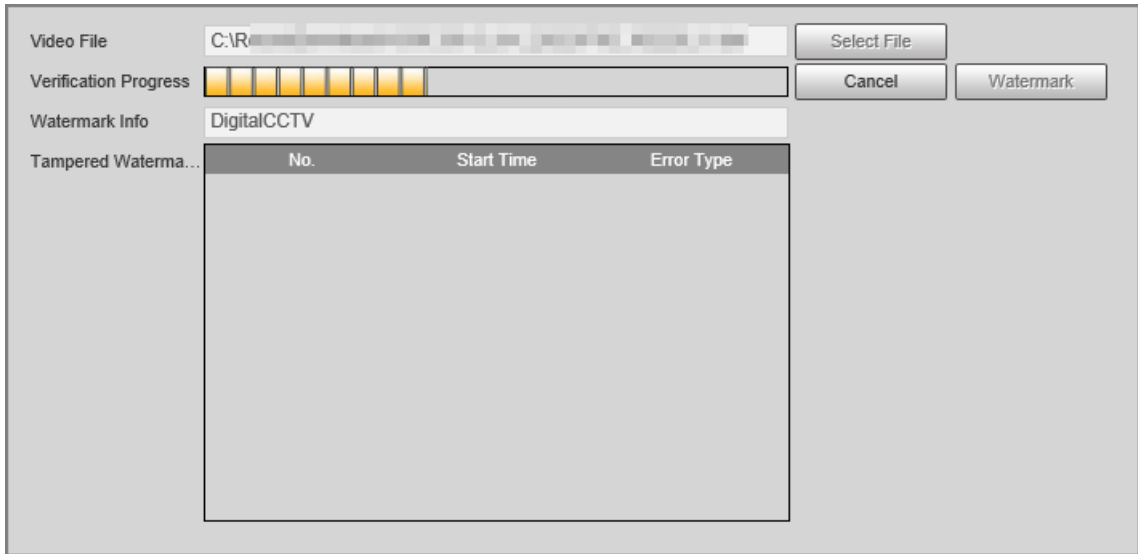 Video File C:\R Select File
Verification Progress Cancel Watermark
Watermark Info DigitalCCTV
Tampered Waterma... No. Start Time Error Type